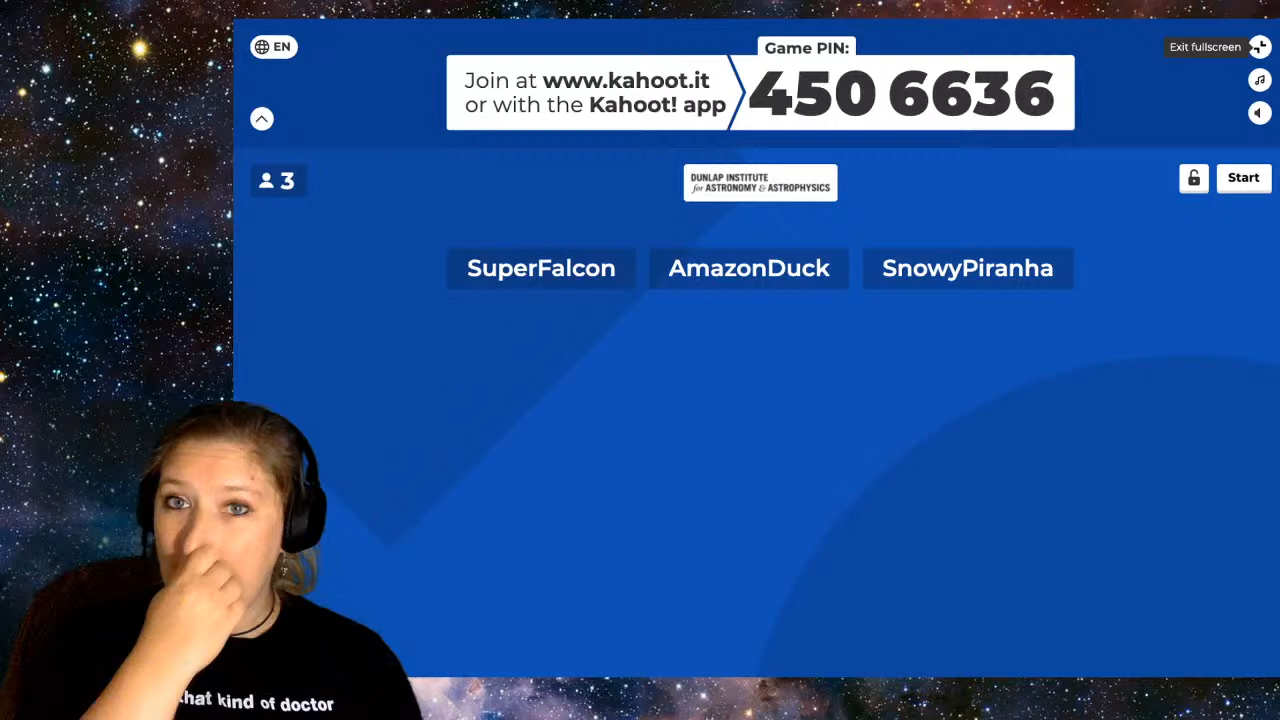 EN
Game PIN:
Join at www.kahoot.it
or with the Kahoot! app
450 6636
Exit fullscreen
3
DUNLAP INSTITUTE
for ASTRONOMY & ASTROPHYSICS
Start
SuperFalcon
AmazonDuck
SnowyPiranha
that kind of doctor